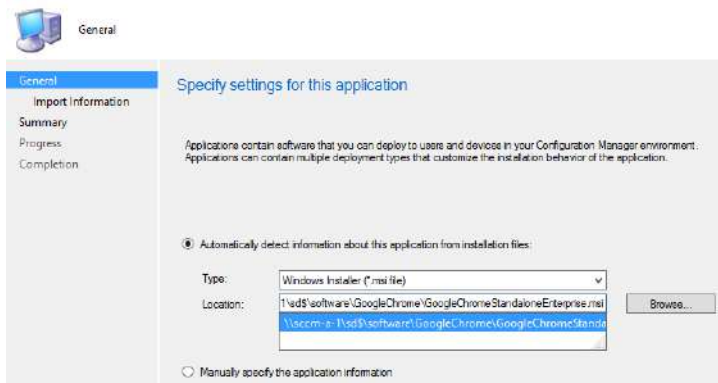 General
General
Import Information
Summary
Progress
Completion
Specify settings for this application
Applications contain software that you can deploy to users and devices in your Configuration Manager environment.
Applications can contain multiple deployment types that customize the installation behavior of the application.
Automatically detect information about this application from installation files:
Type:
Windows Installer (*.msi file)
Location:
1\sd$\software\GoogleChrome\GoogleChromeStandaloneEnterprise.msi
Browse...
\\sccm-a-1\sd$\software\GoogleChrome\GoogleChromeStanda
Manually specify the application information